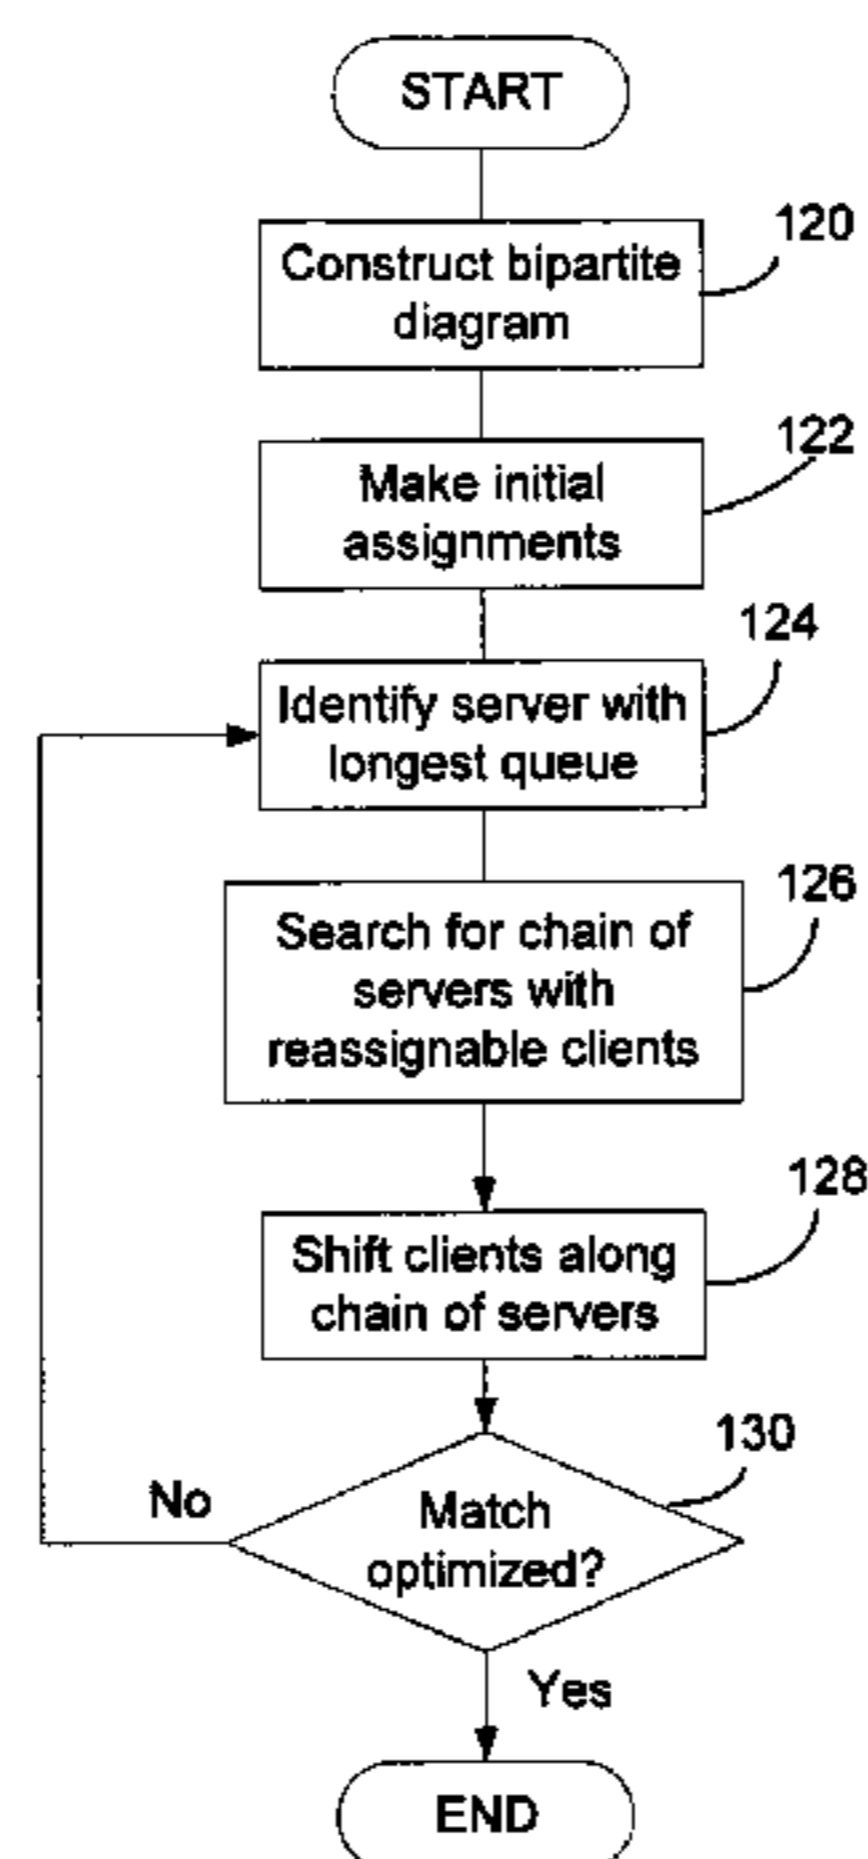 START
120
Construct bipartite
diagram
122
Make initial
assignments
124
Identify server with
longest queue
126
Search for chain of
servers with
reassignable clients
128
Shift clients along
chain of servers
130
No
Match
optimized?
Yes
END